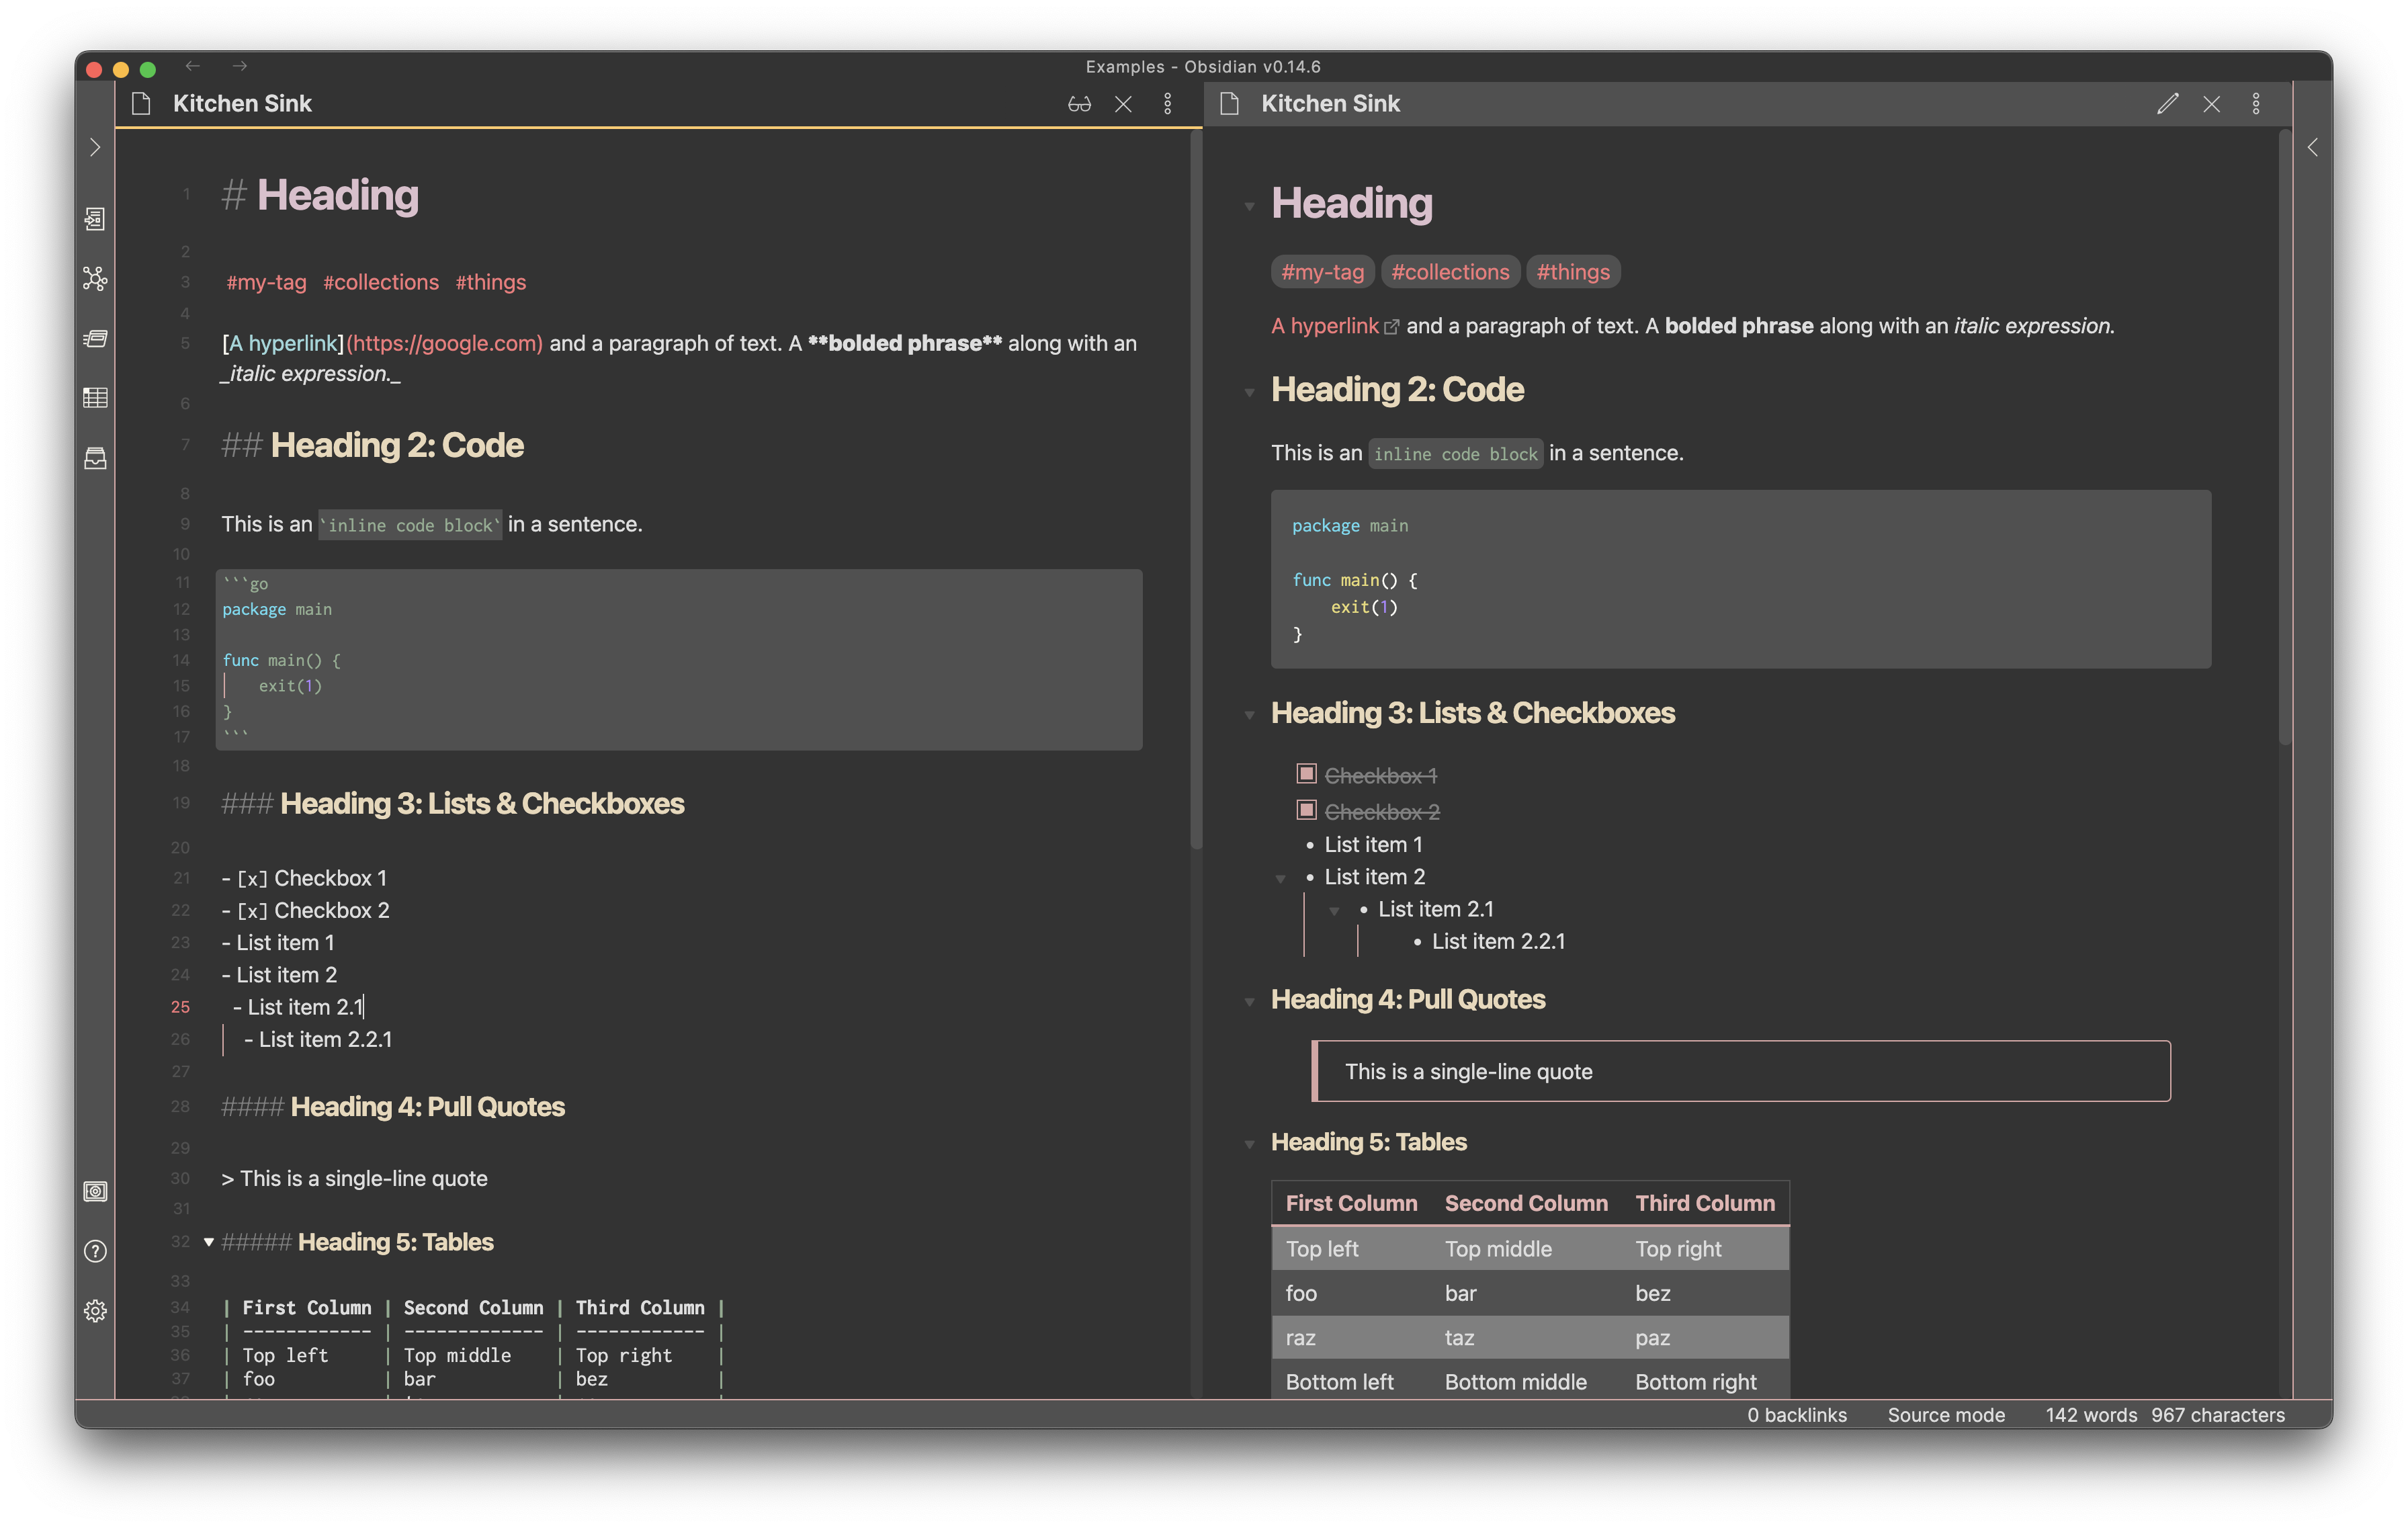 Examples - Obsidian v0.14.6
Kitchen Sink
1 # Heading
2
3 #my-tag #collections #things
4
5 [A hyperlink](https://google.com) and a paragraph of text. A **bolded phrase** along with an
_italic expression._
6
7 ## Heading 2: Code
8
9 This is an `inline code block` in a sentence.
10
11 ```go
12 package main
13
14 func main() {
15     exit(1)
16 }
17 ```
18
19 ### Heading 3: Lists & Checkboxes
20
21 - [x] Checkbox 1
22 - [x] Checkbox 2
23 - List item 1
24 - List item 2
25   - List item 2.1
26     - List item 2.2.1
27
28 #### Heading 4: Pull Quotes
29
30 > This is a single-line quote
31
32 ##### Heading 5: Tables
33
34 | First Column | Second Column | Third Column |
35 | ------------ | ------------- | ------------ |
36 | Top left | Top middle | Top right |
37 | foo | bar | bez |
Kitchen Sink
Heading
#my-tag #collections #things
A hyperlink and a paragraph of text. A bolded phrase along with an italic expression.
Heading 2: Code
This is an inline code block in a sentence.
package main
func main() {
    exit(1)
}
Heading 3: Lists & Checkboxes
Checkbox 1
Checkbox 2
• List item 1
• List item 2
• List item 2.1
• List item 2.2.1
Heading 4: Pull Quotes
This is a single-line quote
Heading 5: Tables
First Column Second Column Third Column
Top left Top middle Top right
foo bar bez
raz taz paz
Bottom left Bottom middle Bottom right
0 backlinks Source mode 142 words 967 characters